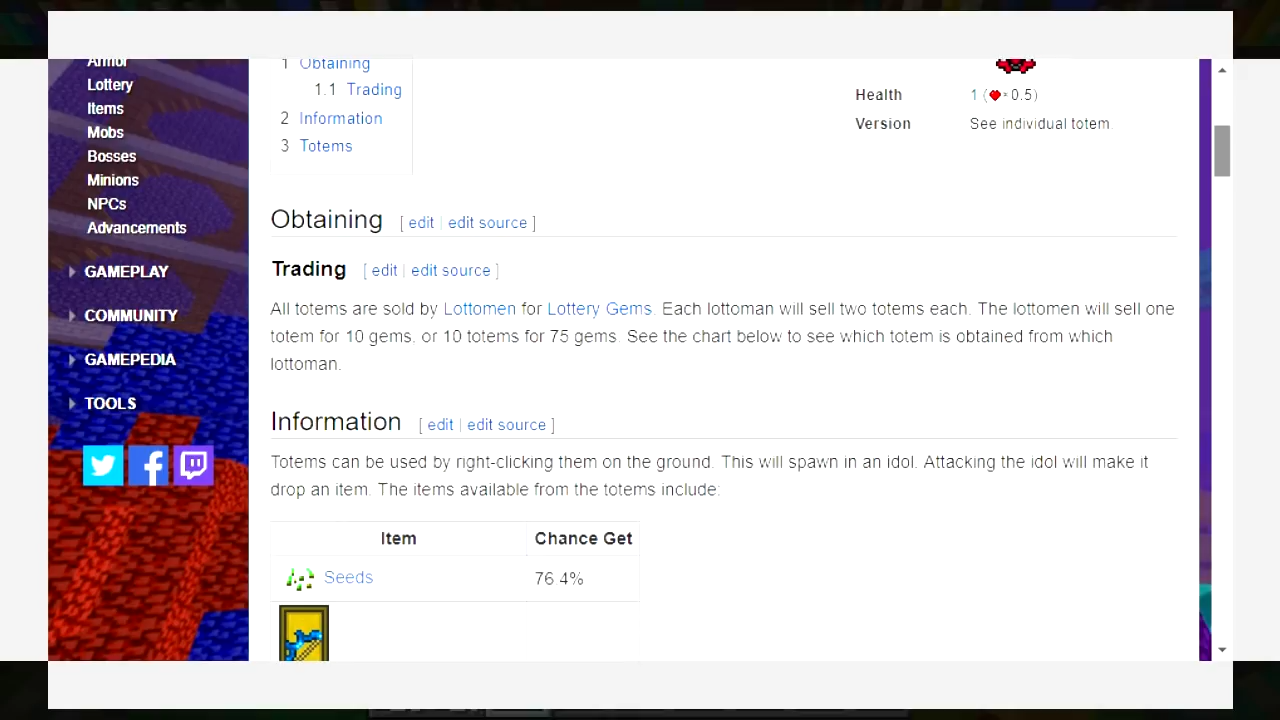 Armor
Lottery
Items
Mobs
Bosses
Minions
NPCs
Advancements
GAMEPLAY
COMMUNITY
GAMEPEDIA
TOOLS
1 Obtaining
1.1 Trading
2 Information
3 Totems
Health 1 ( = 0.5)
Version See individual totem.
Obtaining [ edit | edit source ]
Trading [ edit | edit source ]
All totems are sold by Lottomen for Lottery Gems. Each lottoman will sell two totems each. The lottomen will sell one
totem for 10 gems, or 10 totems for 75 gems. See the chart below to see which totem is obtained from which
lottoman.
Information [ edit | edit source ]
Totems can be used by right-clicking them on the ground. This will spawn in an idol. Attacking the idol will make it
drop an item. The items available from the totems include:
Item Chance Get
Seeds 76.4%